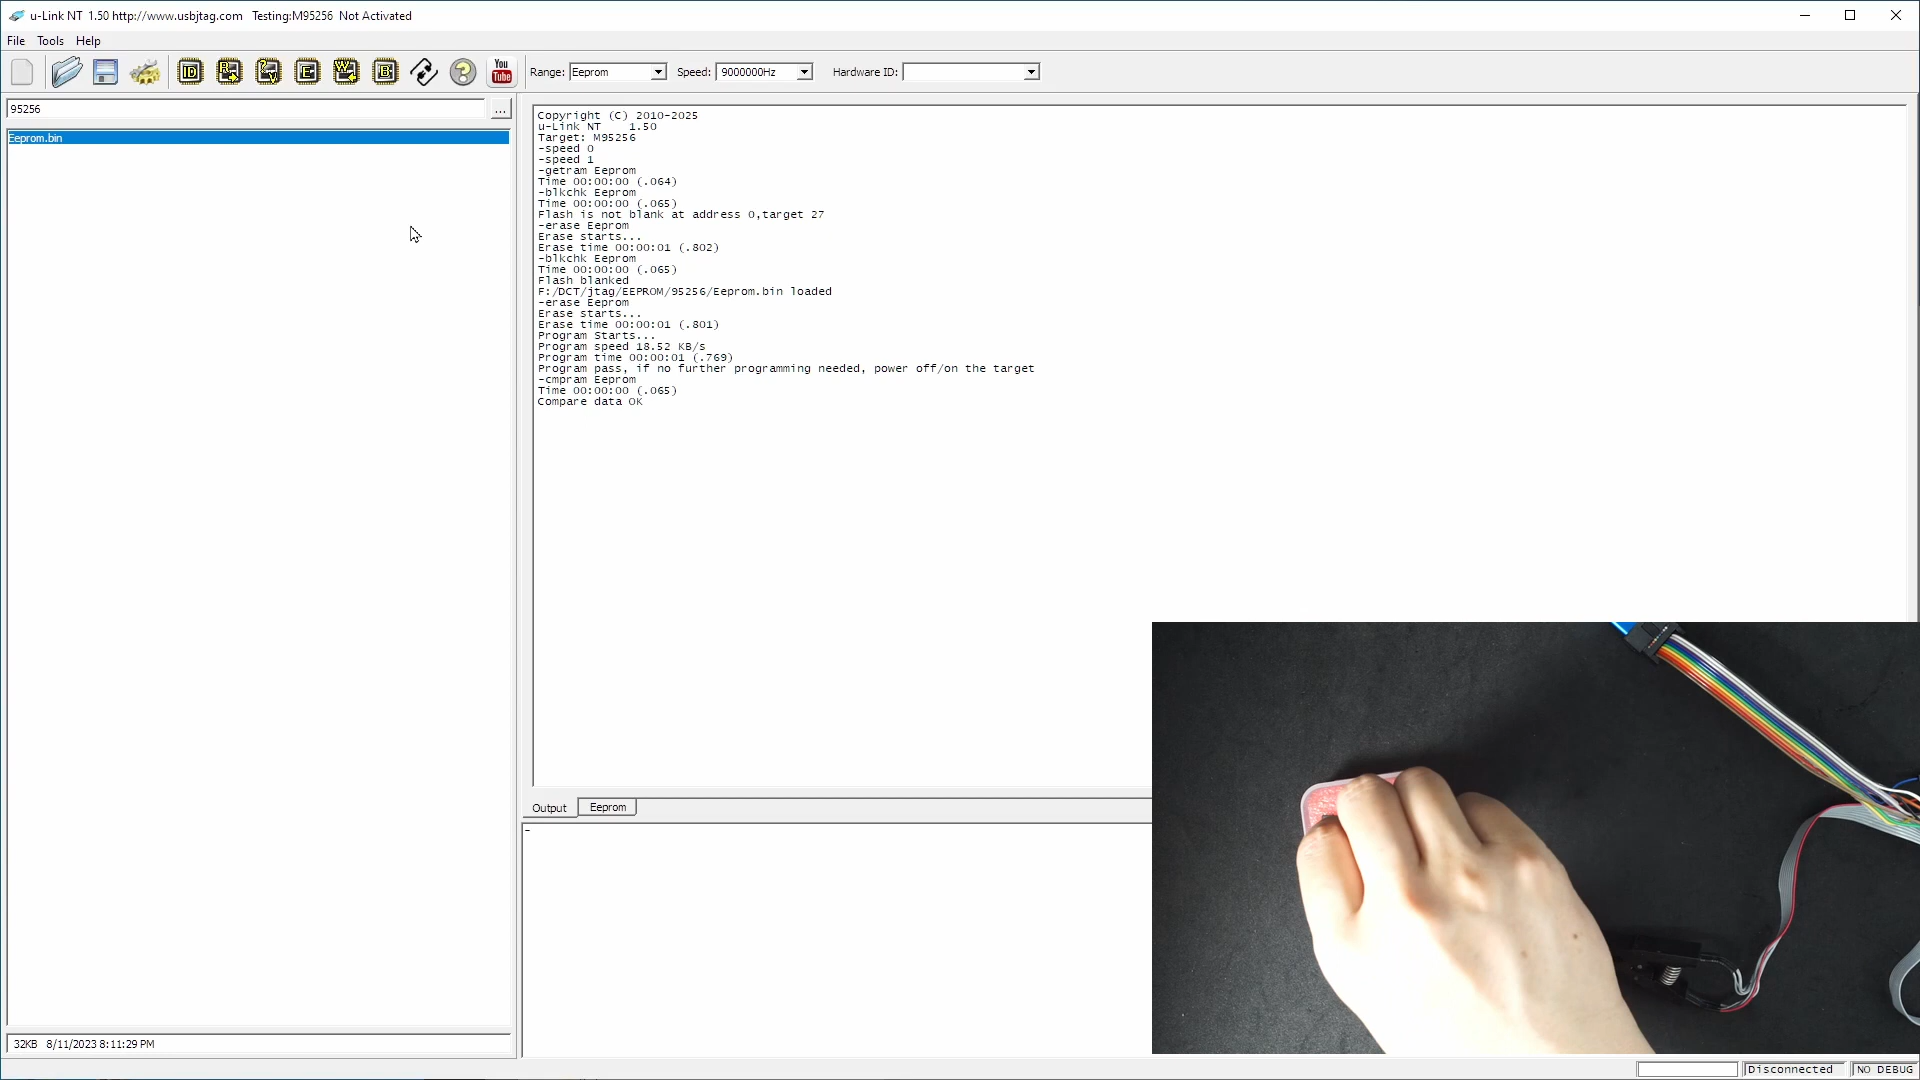 u-Link NT 1.50 http://www.usbjtag.com Testing:M95256 Not Activated
File Tools Help
ID R V E W B ? You Tube Range: Eeprom Speed: 9000000Hz Hardware ID:
95256 ...
Eeprom.bin
Copyright (C) 2010-2025
u-Link NT 1.50
Target: M95256
-speed 0
-speed 1
-getram Eeprom
Time 00:00:00 (.064)
-blkchk Eeprom
Time 00:00:00 (.065)
Flash is not blank at address 0,target 27
-erase Eeprom
Erase starts...
Erase time 00:00:01 (.802)
-blkchk Eeprom
Time 00:00:00 (.065)
Flash blanked
F:/DCT/jtag/EEPROM/95256/Eeprom.bin loaded
-erase Eeprom
Erase starts...
Erase time 00:00:01 (.801)
Program Starts...
Program speed 18.52 KB/s
Program time 00:00:01 (.769)
Program pass, if no further programming needed, power off/on the target
-cmpram Eeprom
Time 00:00:00 (.065)
Compare data OK
Output Eeprom
-
32KB 8/11/2023 8:11:29 PM
Disconnected NO DEBUG